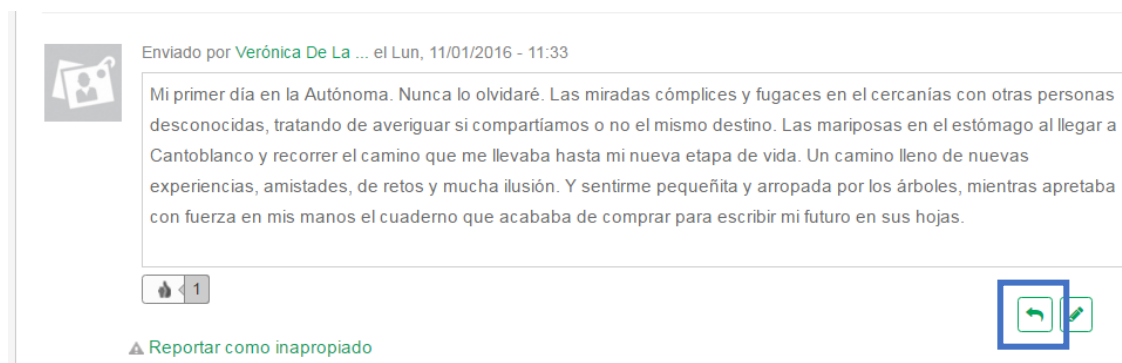 Enviado por Verónica De La ... el Lun, 11/01/2016 - 11:33
Mi primer día en la Autónoma. Nunca lo olvidaré. Las miradas cómplices y fugaces en el cercanías con otras personas
desconocidas, tratando de averiguar si compartíamos o no el mismo destino. Las mariposas en el estómago al llegar a
Cantoblanco y recorrer el camino que me llevaba hasta mi nueva etapa de vida. Un camino lleno de nuevas
experiencias, amistades, de retos y mucha ilusión. Y sentirme pequeñita y arropada por los árboles, mientras apretaba
con fuerza en mis manos el cuaderno que acababa de comprar para escribir mi futuro en sus hojas.
1
Reportar como inapropiado